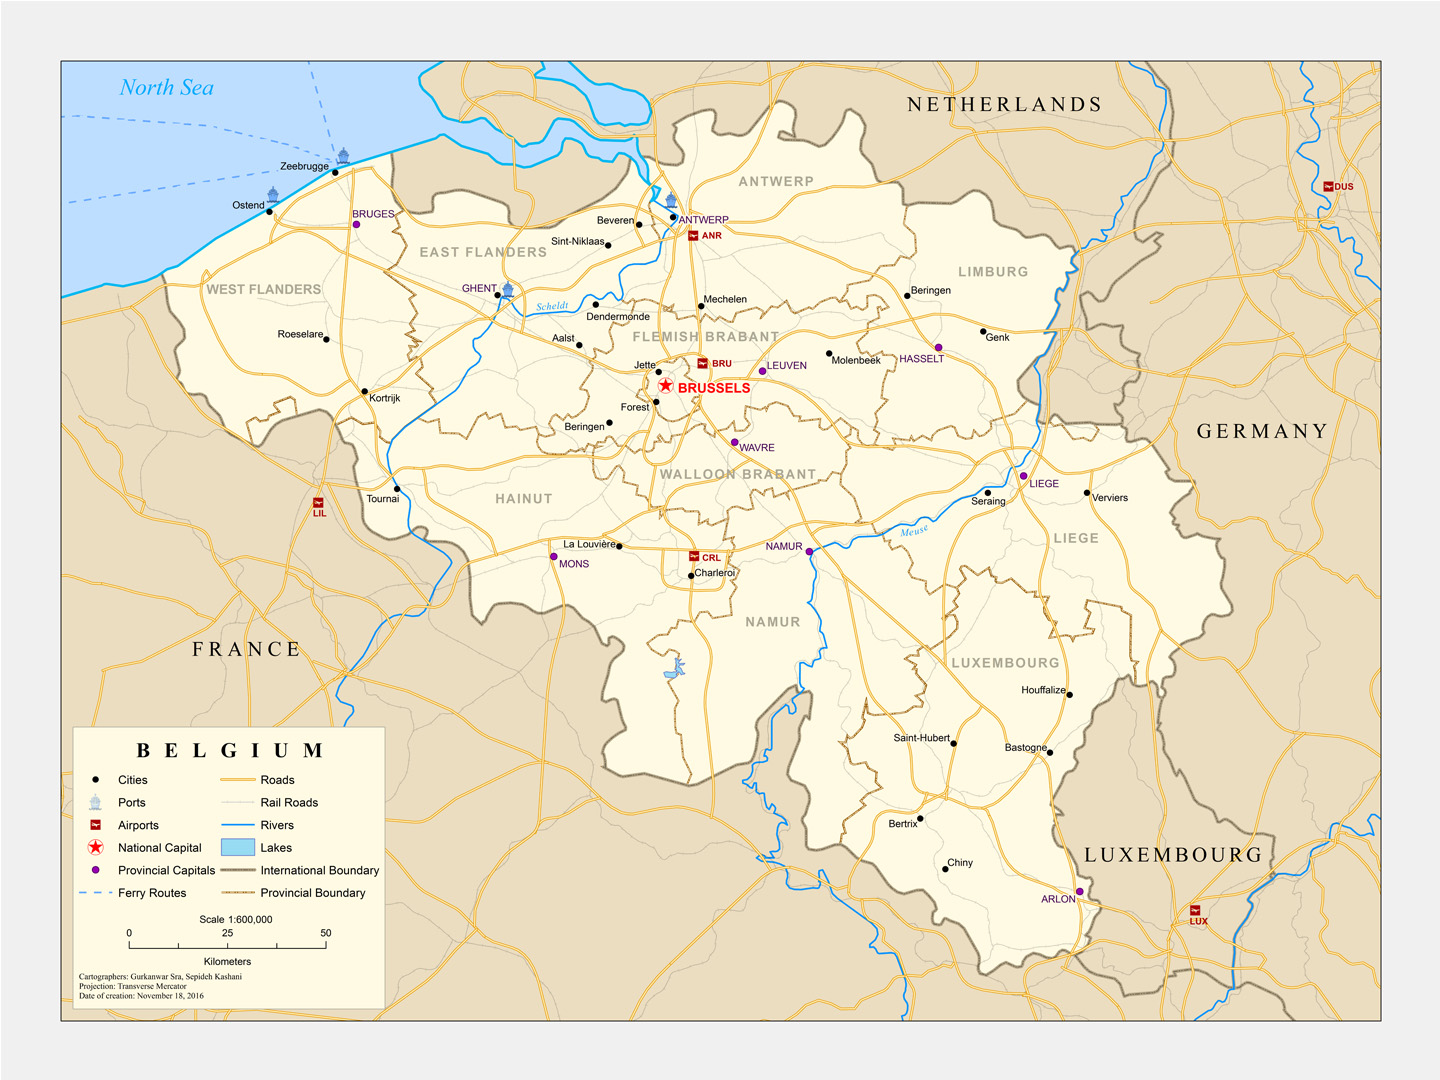 North Sea
NETHERLANDS
Zeebrugge
ANTWERP
DUS
Ostend
BRUGES
Beveren
ANTWERP
Sint-Niklaas
ANR
EAST FLANDERS
LIMBURG
WEST FLANDERS
GHENT
Beringen
Mechelen
Scheldt
Dendermonde
Roeselare
Aalst
FLEMISH BRABANT
Genk
Jette
BRU
LEUVEN
Molenbeek
HASSELT
BRUSSELS
Kortrijk
Forest
Beringen
GERMANY
WAVRE
WALLOON BRABANT
LIEGE
Tournai
HAINUT
Seraing
Verviers
LIL
Meuse
LIEGE
La Louvière
NAMUR
MONS
CRL
Charleroi
NAMUR
FRANCE
LUXEMBOURG
Houffalize
Saint-Hubert
Bastogne
Bertrix
LUXEMBOURG
Chiny
ARLON
LUX
BELGIUM
Cities
Roads
Ports
Rail Roads
Airports
Rivers
National Capital
Lakes
Provincial Capitals
International Boundary
Ferry Routes
Provincial Boundary
Scale 1:600,000
0 25 50
Kilometers
Cartographers: Gurkanwar Sra, Sepideh Kashani
Projection: Transverse Mercator
Date of creation: November 18, 2016